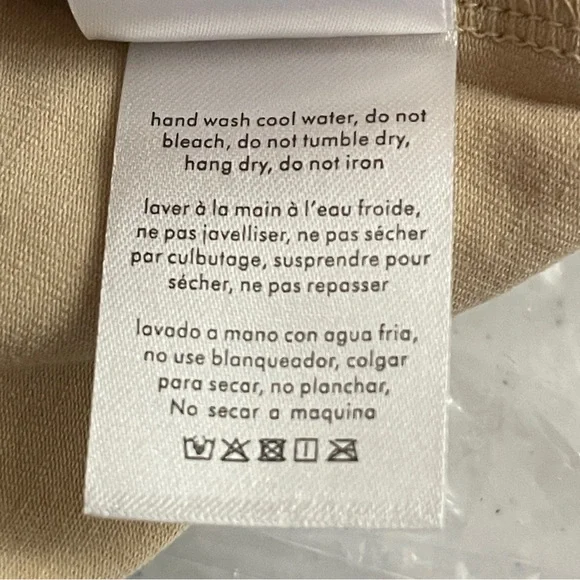 hand wash cool water, do not
bleach, do not tumble dry,
hang dry, do not iron
laver à la main à l'eau froide,
ne pas javelliser, ne pas sécher
par culbutage, susprendre pour
sécher, ne pas repasser
lavado a mano con agua fria,
no use blanqueador, colgar
para secar, no planchar,
No secar a maquina